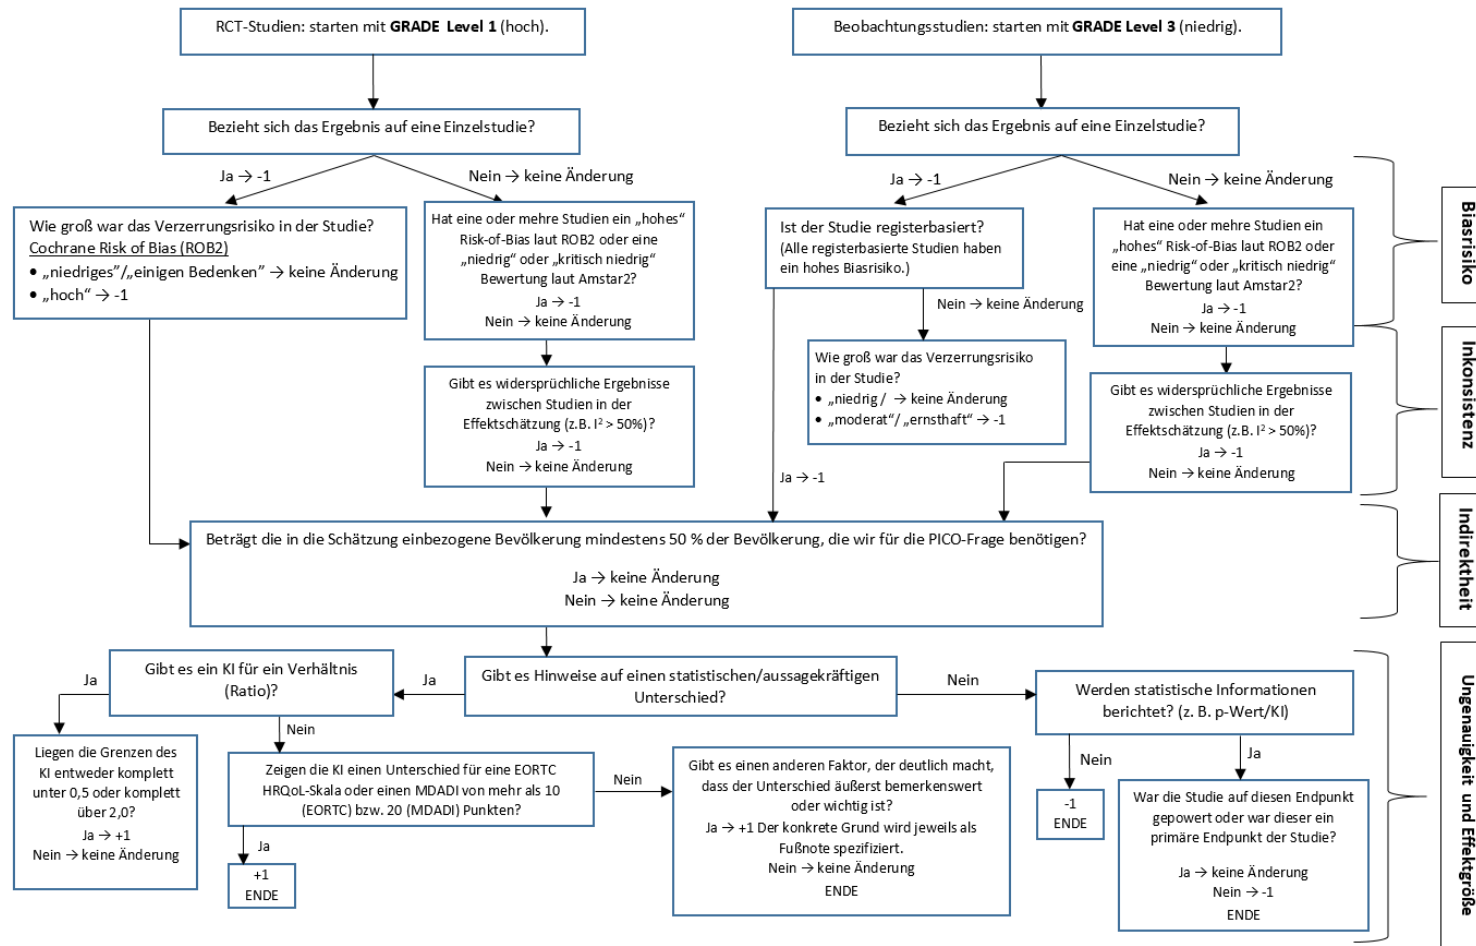 RCT-Studien: starten mit GRADE Level 1 (hoch).
Beobachtungsstudien: starten mit GRADE Level 3 (niedrig).
Bezieht sich das Ergebnis auf eine Einzelstudie?
Bezieht sich das Ergebnis auf eine Einzelstudie?
Ja → -1
Nein → keine Änderung
Ja → -1
Nein → keine Änderung
Wie groß war das Verzerrungsrisiko in der Studie?
Cochrane Risk of Bias (ROB2)
• „niedriges"/„einigen Bedenken" → keine Änderung
• „hoch“ → -1
Hat eine oder mehre Studien ein „hohes“
Risk-of-Bias laut ROB2 oder eine
„niedrig“ oder „kritisch niedrig“
Bewertung laut Amstar2?
Ja → -1
Nein → keine Änderung
Ist der Studie registerbasiert?
(Alle registerbasierte Studien haben
ein hohes Biasrisiko.)
Hat eine oder mehre Studien ein
„hohes“ Risk-of-Bias laut ROB2 oder
eine „niedrig“ oder „kritisch niedrig“
Bewertung laut Amstar2?
Ja → -1
Nein → keine Änderung
Biasrisiko
Nein → keine Änderung
Gibt es widersprüchliche Ergebnisse
zwischen Studien in der
Effektschätzung (z.B. I² > 50%)?
Ja → -1
Nein → keine Änderung
Wie groß war das Verzerrungsrisiko
in der Studie?
• „niedrig / → keine Änderung
• „moderat“/ „ernsthaft“ → -1
Gibt es widersprüchliche Ergebnisse
zwischen Studien in der
Effektschätzung (z.B. I² > 50%)?
Ja → -1
Nein → keine Änderung
Inkonsistenz
Ja → -1
Beträgt die in die Schätzung einbezogene Bevölkerung mindestens 50 % der Bevölkerung, die wir für die PICO-Frage benötigen?
Ja → keine Änderung
Nein → keine Änderung
Indirektheit
Gibt es ein KI für ein Verhältnis
(Ratio)?
Ja
Ja
Gibt es Hinweise auf einen statistischen/aussagekräftigen
Unterschied?
Nein
Werden statistische Informationen
berichtet? (z. B. p-Wert/KI)
Liegen die Grenzen des
KI entweder komplett
unter 0,5 oder komplett
über 2,0?
Ja → +1
Nein → keine Änderung
Nein
Zeigen die KI einen Unterschied für eine EORTC
HRQoL-Skala oder einen MDADI von mehr als 10
(EORTC) bzw. 20 (MDADI) Punkten?
Ja
+1
ENDE
Nein
Gibt es einen anderen Faktor, der deutlich macht,
dass der Unterschied äußerst bemerkenswert
oder wichtig ist?
Ja → +1 Der konkrete Grund wird jeweils als
Fußnote spezifiziert.
Nein → keine Änderung
ENDE
Nein
-1
ENDE
Ja
War die Studie auf diesen Endpunkt
gepowert oder war dieser ein
primäre Endpunkt der Studie?
Ja → keine Änderung
Nein → -1
ENDE
Ungenauigkeit und Effektgröße